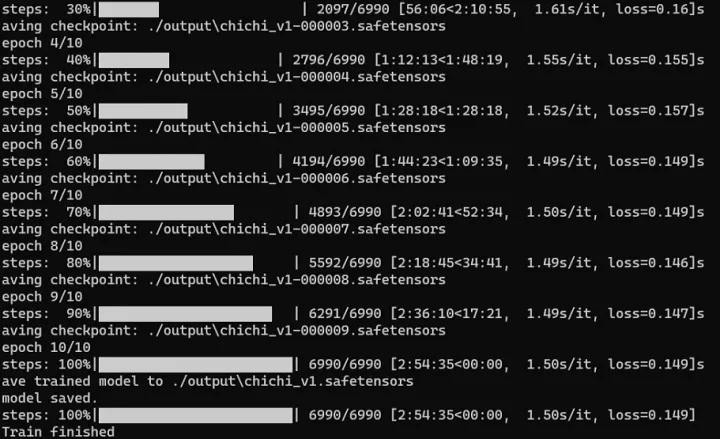 steps:  30%| | 2097/6990 [56:06<2:10:55,  1.61s/it, loss=0.16]s
aving checkpoint: ./output\chichi_v1-000003.safetensors
epoch 4/10
steps:  40%| | 2796/6990 [1:12:13<1:48:19,  1.55s/it, loss=0.155]s
aving checkpoint: ./output\chichi_v1-000004.safetensors
epoch 5/10
steps:  50%| | 3495/6990 [1:28:18<1:28:18,  1.52s/it, loss=0.157]s
aving checkpoint: ./output\chichi_v1-000005.safetensors
epoch 6/10
steps:  60%| | 4194/6990 [1:44:23<1:09:35,  1.49s/it, loss=0.149]s
aving checkpoint: ./output\chichi_v1-000006.safetensors
epoch 7/10
steps:  70%| | 4893/6990 [2:02:41<52:34,  1.50s/it, loss=0.149]s
aving checkpoint: ./output\chichi_v1-000007.safetensors
epoch 8/10
steps:  80%| | 5592/6990 [2:18:45<34:41,  1.49s/it, loss=0.146]s
aving checkpoint: ./output\chichi_v1-000008.safetensors
epoch 9/10
steps:  90%| | 6291/6990 [2:36:10<17:21,  1.49s/it, loss=0.147]s
aving checkpoint: ./output\chichi_v1-000009.safetensors
epoch 10/10
steps: 100%| | 6990/6990 [2:54:35<00:00,  1.50s/it, loss=0.149]s
ave trained model to ./output\chichi_v1.safetensors
model saved.
steps: 100%| | 6990/6990 [2:54:35<00:00,  1.50s/it, loss=0.149]
Train finished